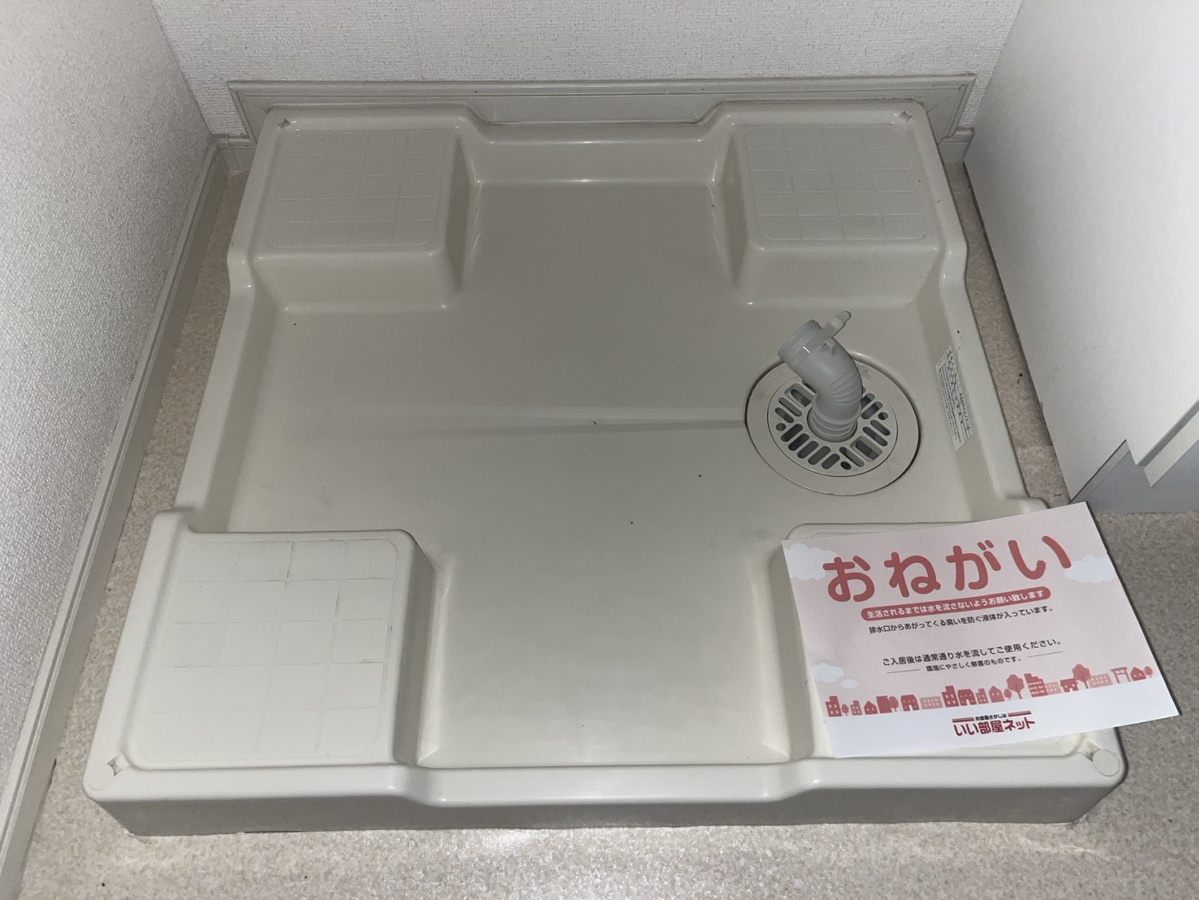 おねがい
生活されるまでは水を流さないようお願い致します
排水口からあがってくる臭いを防ぐ液体が入っています。
ご入居後は通常通り水を流してご使用ください。
環境にやさしく無害のものです。
お部屋さがしは
いい部屋ネット